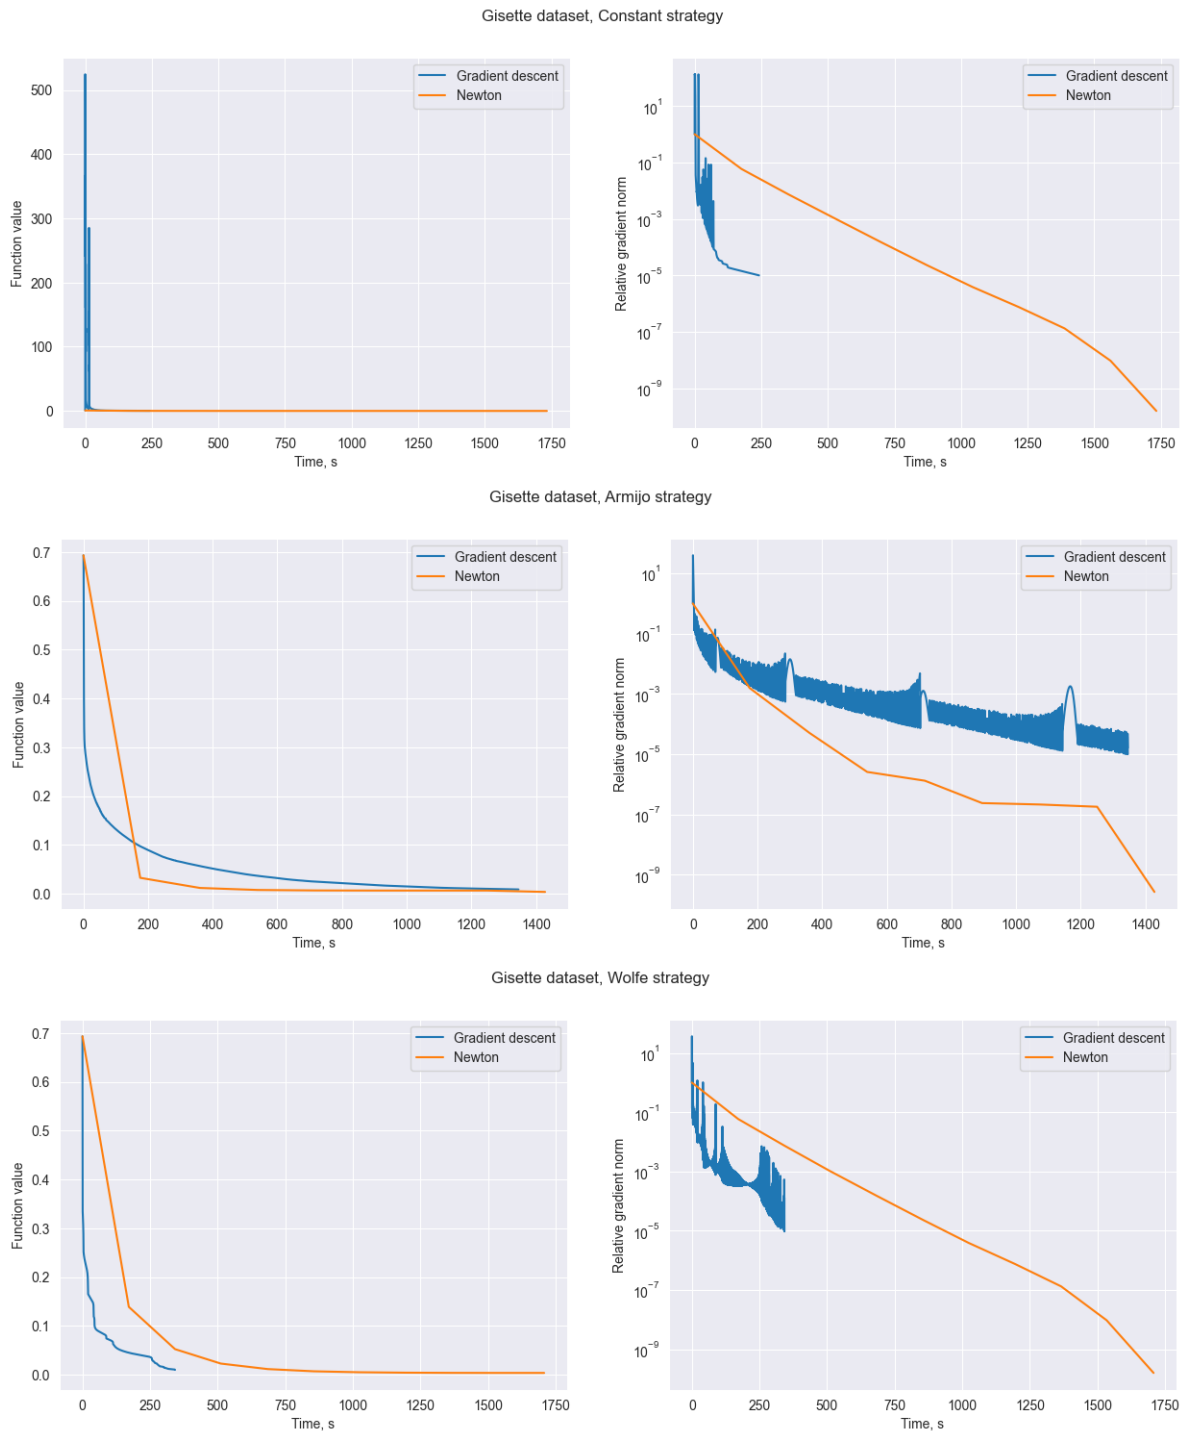 Gisette dataset, Constant strategy
Function value
500
400
300
200
100
0
0 250 500 750 1000 1250 1500 1750
Time, s
Gradient descent
Newton
Relative gradient norm
10^1
10^-1
10^-3
10^-5
10^-7
10^-9
0 250 500 750 1000 1250 1500 1750
Time, s
Gradient descent
Newton
Gisette dataset, Armijo strategy
Function value
0.7
0.6
0.5
0.4
0.3
0.2
0.1
0.0
0 200 400 600 800 1000 1200 1400
Time, s
Gradient descent
Newton
Relative gradient norm
10^1
10^-1
10^-3
10^-5
10^-7
10^-9
0 200 400 600 800 1000 1200 1400
Time, s
Gradient descent
Newton
Gisette dataset, Wolfe strategy
Function value
0.7
0.6
0.5
0.4
0.3
0.2
0.1
0.0
0 250 500 750 1000 1250 1500 1750
Time, s
Gradient descent
Newton
Relative gradient norm
10^1
10^-1
10^-3
10^-5
10^-7
10^-9
0 250 500 750 1000 1250 1500 1750
Time, s
Gradient descent
Newton